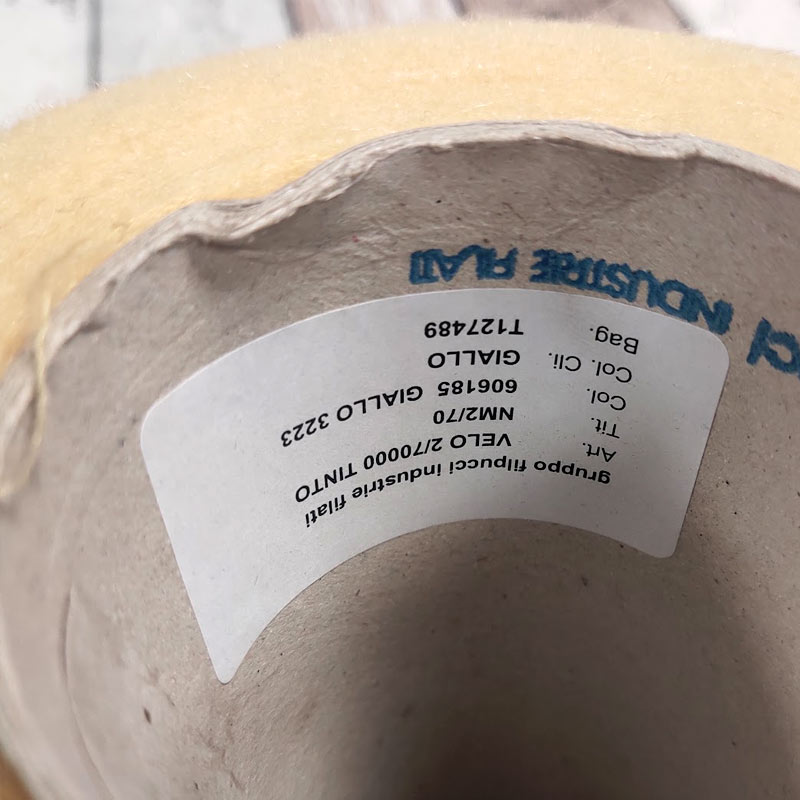 gruppo filpucci industrie filati
Art. VELO 2/70000 TINTO
Tit. NM2/70
Col. 606185 GIALLO 3223
Col. Cli. GIALLO
Bag. T127489
INDUSTRIE FILATI